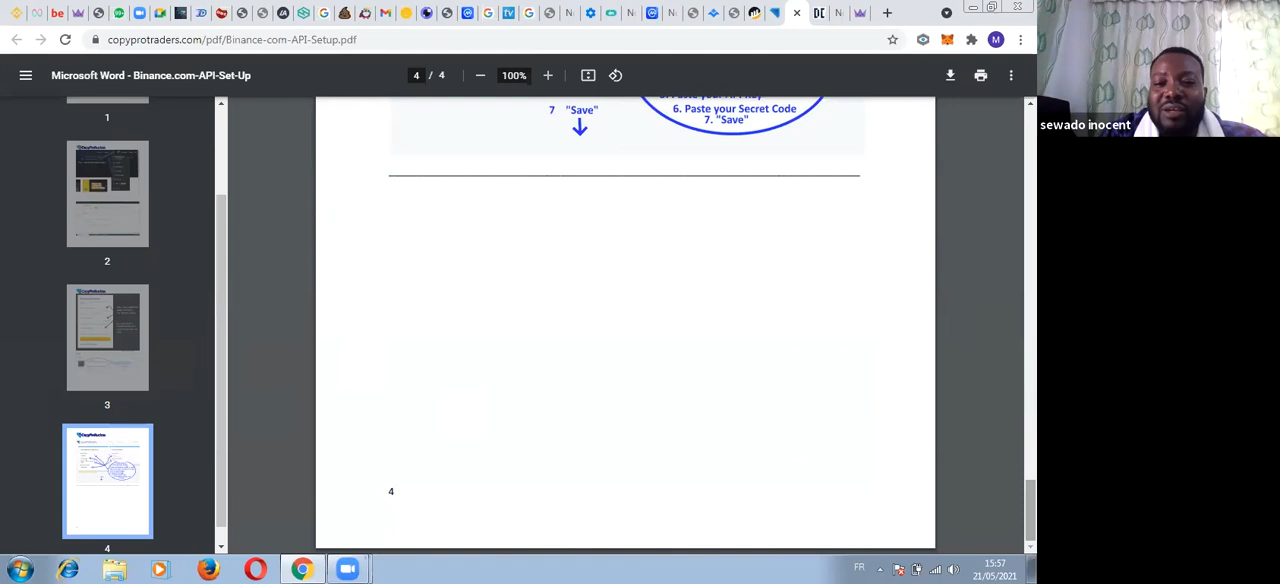 be
copyprotraders.com/pdf/Binance-com-API-Setup.pdf
M
Microsoft Word - Binance.com-API-Set-Up
4 / 4
100%
1
2
3
4
7 "Save"
6. Paste your Secret Code
7. "Save"
4
sewado inocent
FR
15:57
21/05/2021